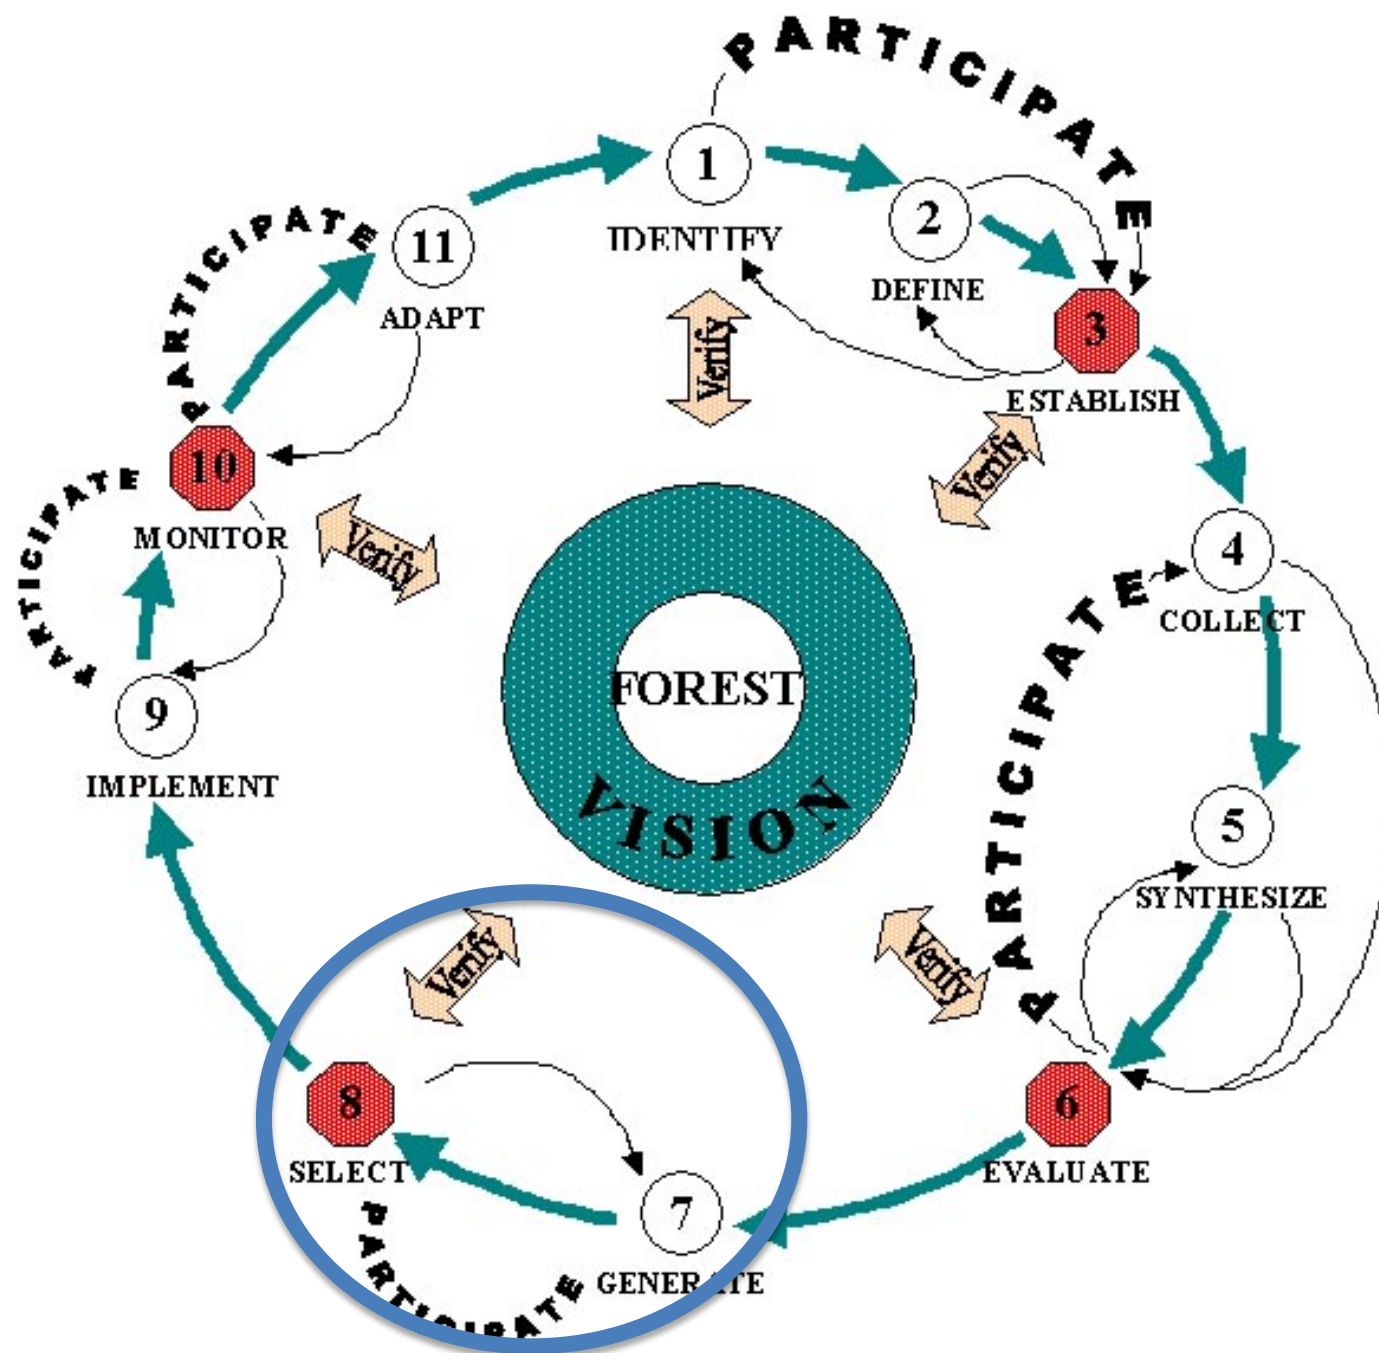 PARTICIPATE
1
IDENTIFY
2
DEFINE
3
ESTABLISH
4
COLLECT
5
SYNTHESIZE
6
EVALUATE
7
GENERATE
8
SELECT
9
IMPLEMENT
10
MONITOR
11
ADAPT
PARTICIPATE
PARTICIPATE
PARTICIPATE
PARTICIPATE
Verify
Verify
Verify
Verify
Verify
FOREST
VISION